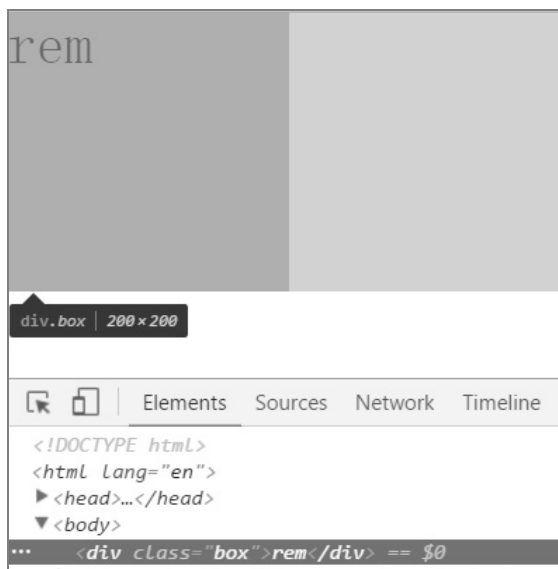 rem
div.box | 200×200
Elements Sources Network Timeline
<!DOCTYPE html>
<html lang="en">
▶<head>…</head>
▼<body>
••• <div class="box">rem</div> == $0